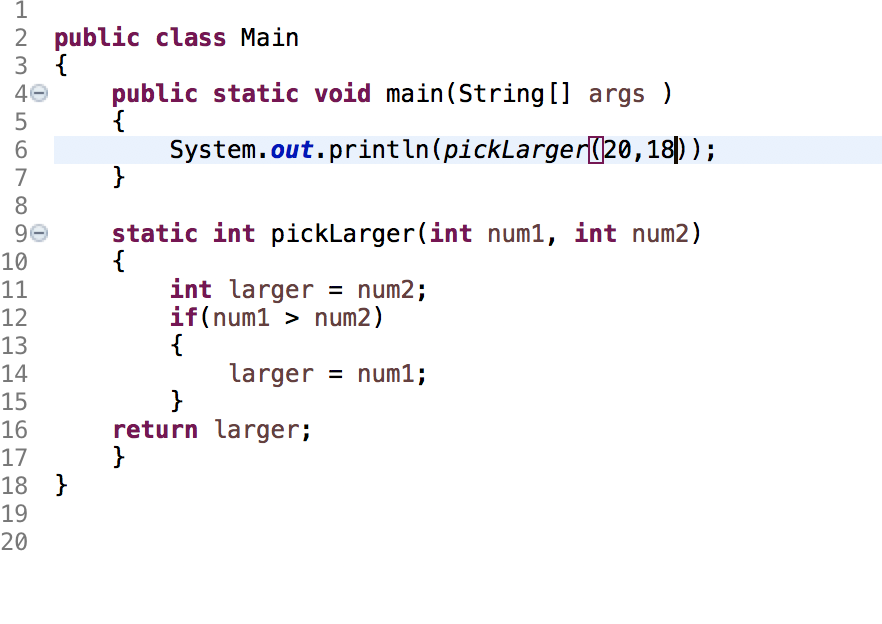 1
2 public class Main
3 {
4 public static void main(String[] args )
5 {
6 System.out.println(pickLarger(20,18));
7 }
8
9 static int pickLarger(int num1, int num2)
10 {
11 int larger = num2;
12 if(num1 > num2)
13 {
14 larger = num1;
15 }
16 return larger;
17 }
18 }
19
20